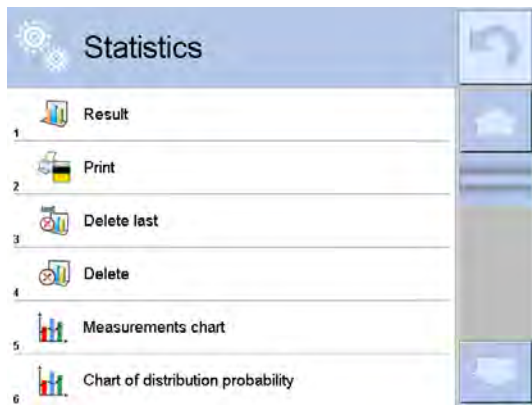 Statistics
1 Result
2 Print
3 Delete last
4 Delete
5 Measurements chart
6 Chart of distribution probability